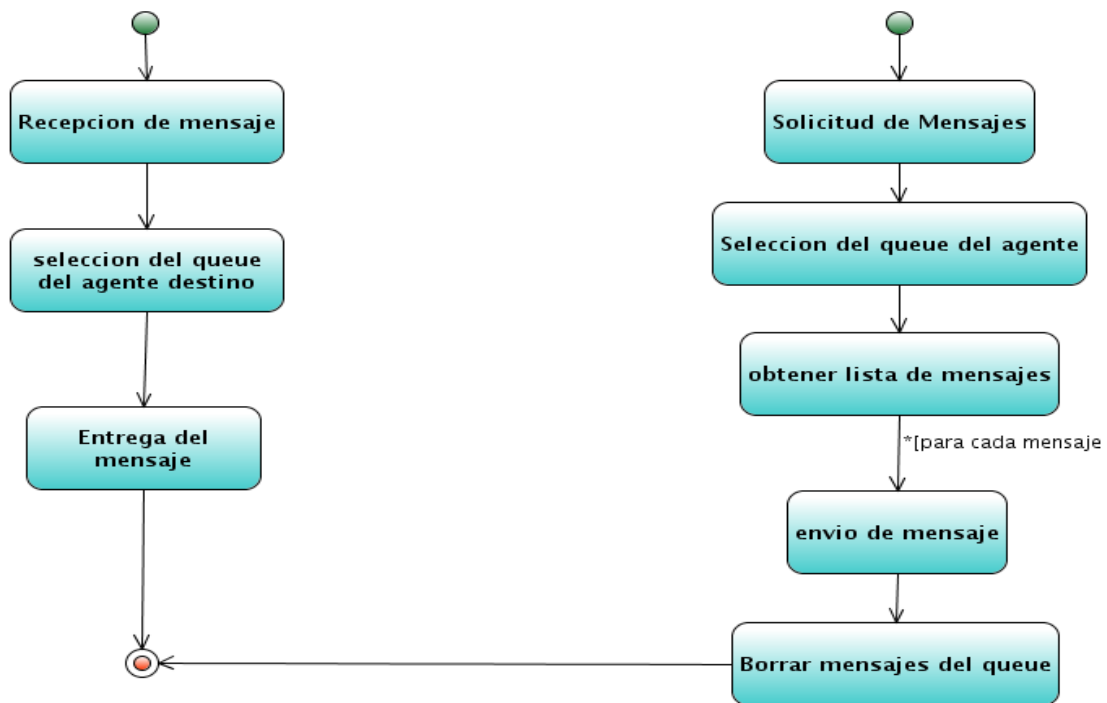 Recepcion de mensaje
seleccion del queue
del agente destino
Entrega del
mensaje
Solicitud de Mensajes
Seleccion del queue del agente
obtener lista de mensajes
*[para cada mensaje
envio de mensaje
Borrar mensajes del queue